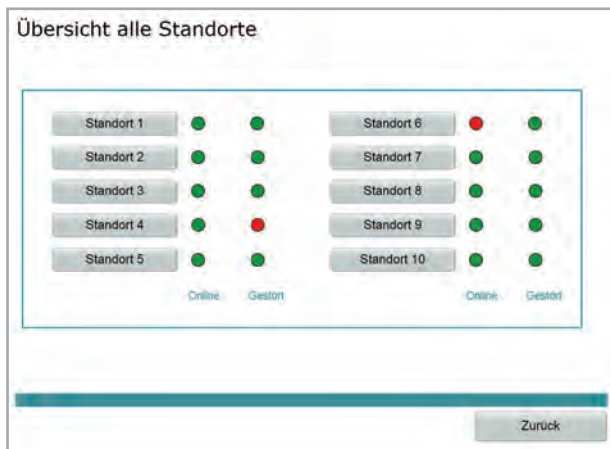 Übersicht alle Standorte
Standort 1
Standort 2
Standort 3
Standort 4
Standort 5
Online Gestört
Standort 6
Standort 7
Standort 8
Standort 9
Standort 10
Online Gestört
Zurück